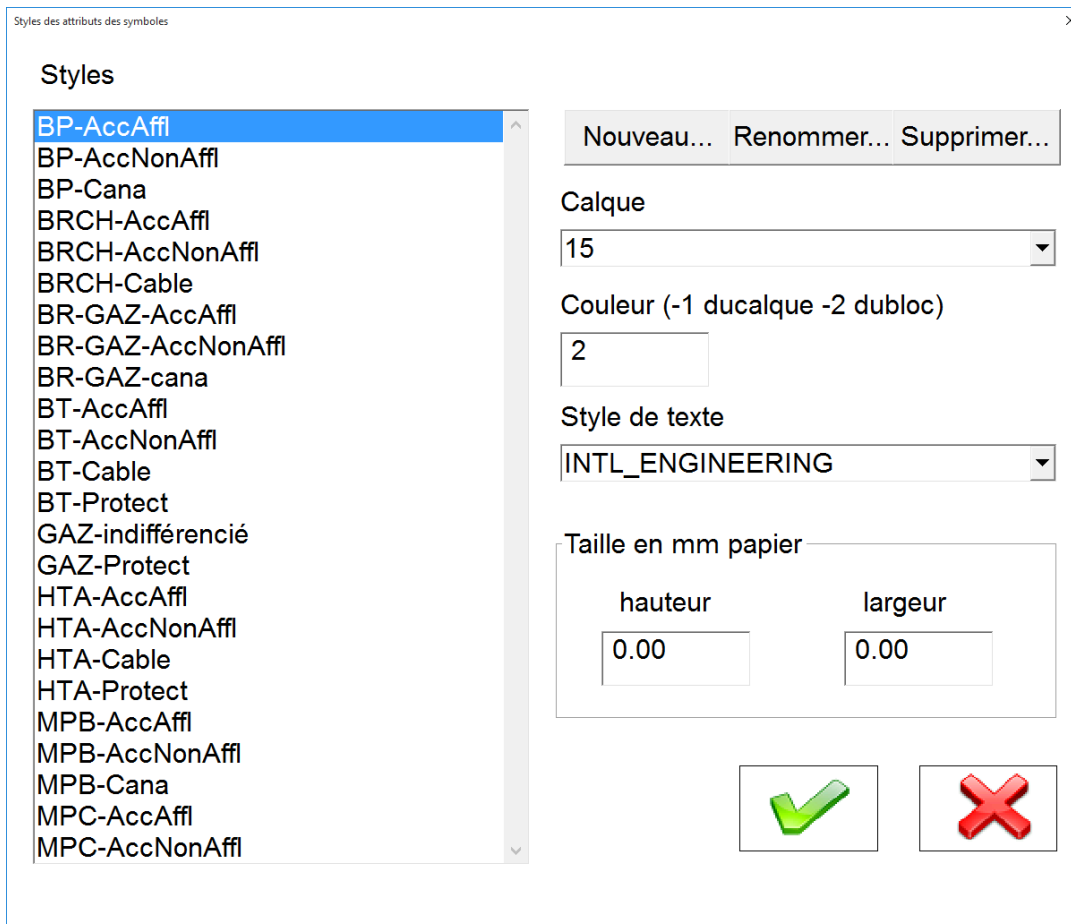 Styles des attributs des symboles
Styles
BP-AccAffl
BP-AccNonAffl
BP-Cana
BRCH-AccAffl
BRCH-AccNonAffl
BRCH-Cable
BR-GAZ-AccAffl
BR-GAZ-AccNonAffl
BR-GAZ-cana
BT-AccAffl
BT-AccNonAffl
BT-Cable
BT-Protect
GAZ-indifférencié
GAZ-Protect
HTA-AccAffl
HTA-AccNonAffl
HTA-Cable
HTA-Protect
MPB-AccAffl
MPB-AccNonAffl
MPB-Cana
MPC-AccAffl
MPC-AccNonAffl
Nouveau... Renommer... Supprimer...
Calque
15
Couleur (-1 ducalque -2 dubloc)
2
Style de texte
INTL_ENGINEERING
Taille en mm papier
hauteur largeur
0.00 0.00